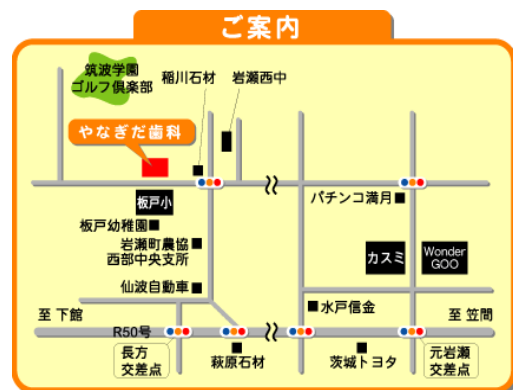 ご案内
筑波学園
ゴルフ倶楽部
稲川石材
岩瀬西中
やなぎだ歯科
板戸小
パチンコ満月
板戸幼稚園
岩瀬町農協
西部中央支所
カスミ
Wonder
GOO
仙波自動車
水戸信金
至 下館
至 笠間
R50号
長方
交差点
萩原石材
茨城トヨタ
元岩瀬
交差点